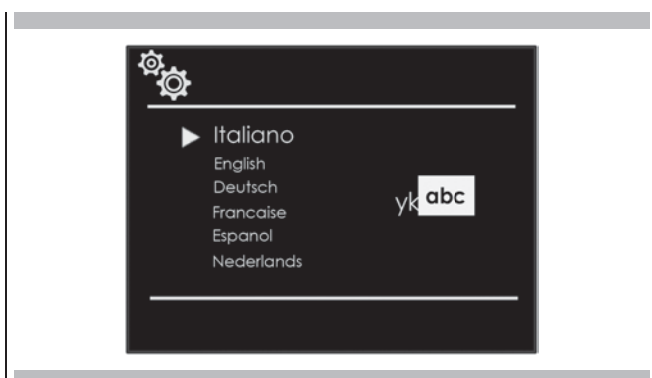 Italiano
English
Deutsch
Francaise
Espanol
Nederlands
yk abc